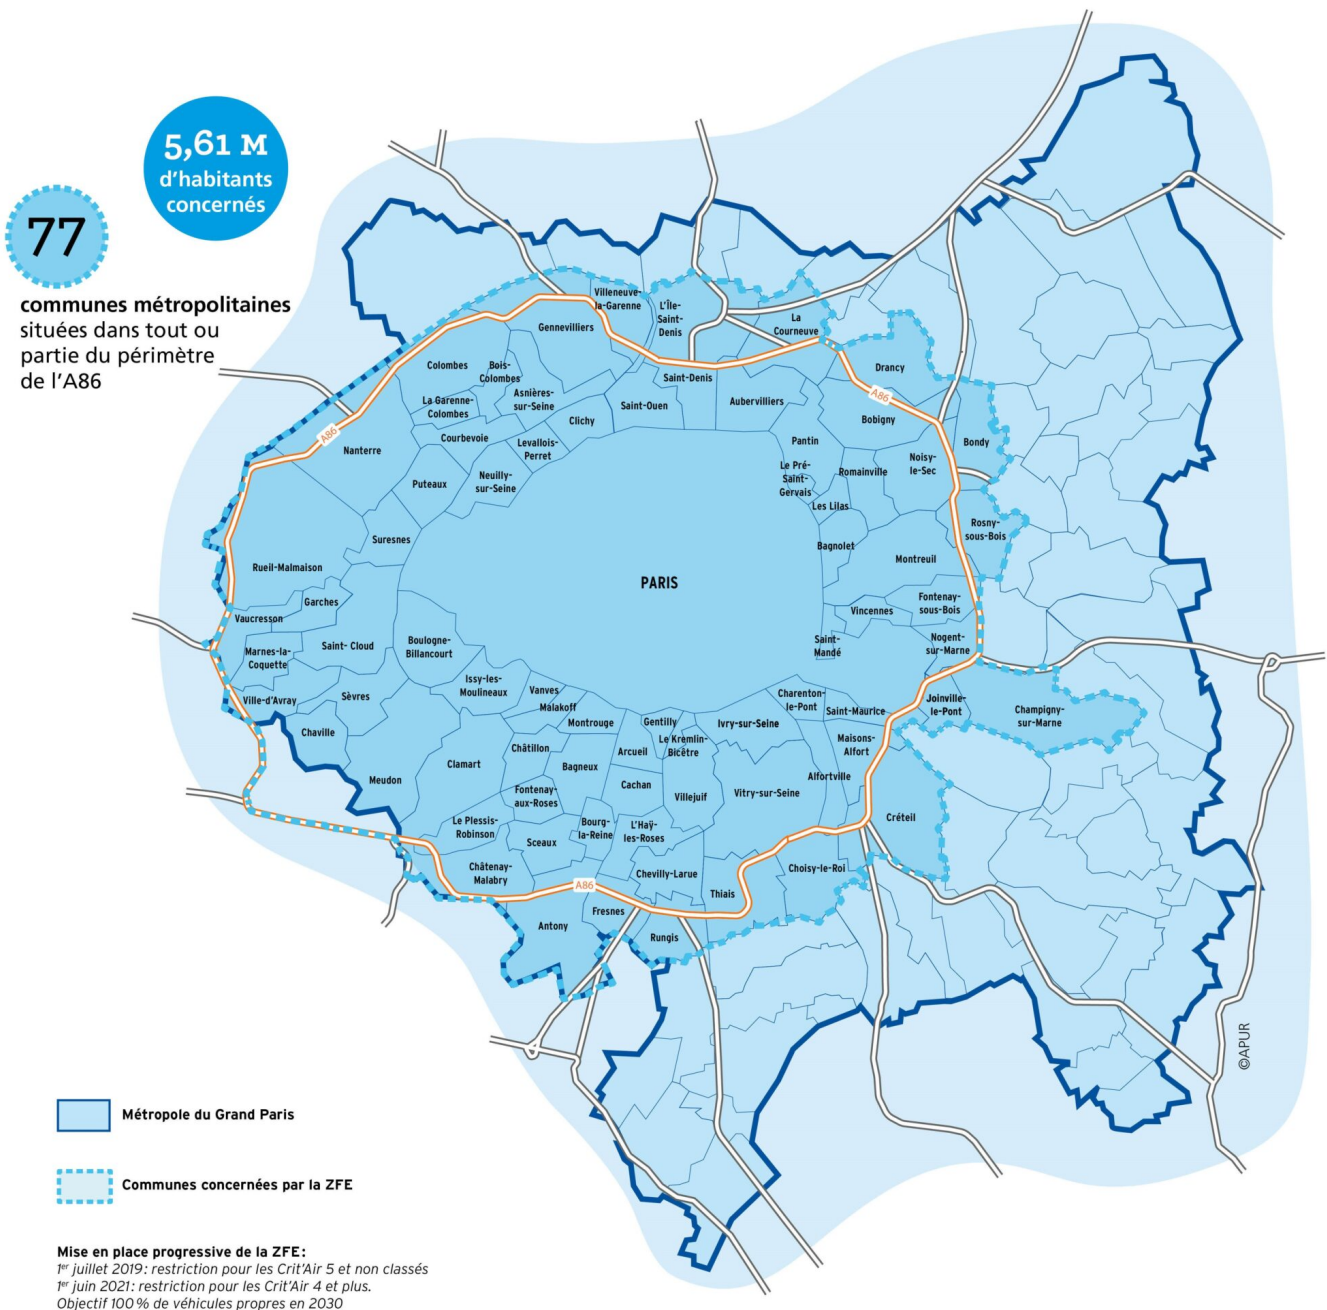 5,61 M
d'habitants
concernés
77
communes métropolitaines
situées dans tout ou
partie du périmètre
de l'A86
Villeneuve-
la-Garenne
L'Île-
Saint-
Denis
La
Courneuve
Gennevilliers
Colombes
Bois-
Colombes
Saint-Denis
Drancy
A86
La Garenne-
Colombes
Asnières-
sur-Seine
Saint-Ouen
Aubervilliers
Clichy
Bobigny
A86
Nanterre
Courbevoie
Levallois-
Perret
Pantin
Bondy
Puteaux
Neuilly-
sur-Seine
Le Pré-
Saint-
Gervais
Romainville
Noisy-
le-Sec
Les Lilas
Rosny-
sous-Bois
Suresnes
Bagnolet
Montreuil
Rueil-Malmaison
PARIS
Garches
Vaucresson
Vincennes
Fontenay-
sous-Bois
Marnes-la-
Coquette
Saint- Cloud
Boulogne-
Billancourt
Saint-
Mandé
Nogent-
sur-Marne
Ville-d'Avray
Sèvres
Issy-les-
Moulineaux
Vanves
Malakoff
Montrouge
Gentilly
Ivry-sur-Seine
Charenton-
le-Pont
Saint-Maurice
Joinville-
le-Pont
Champigny-
sur-Marne
Chaville
Châtillon
Arcueil
Le Kremlin-
Bicêtre
Maisons-
Alfort
Meudon
Clamart
Bagneux
Cachan
Villejuif
Vitry-sur-Seine
Alfortville
Fontenay-
aux-Roses
Créteil
Le Plessis-
Robinson
Sceaux
Bourg-
la-Reine
L'Haÿ-
les-Roses
Châtenay-
Malabry
Chevilly-Larue
Thiais
Choisy-le-Roi
A86
Antony
Fresnes
Rungis
©APUR
Métropole du Grand Paris
Communes concernées par la ZFE
Mise en place progressive de la ZFE :
1er juillet 2019 : restriction pour les Crit'Air 5 et non classés
1er juin 2021 : restriction pour les Crit'Air 4 et plus.
Objectif 100 % de véhicules propres en 2030